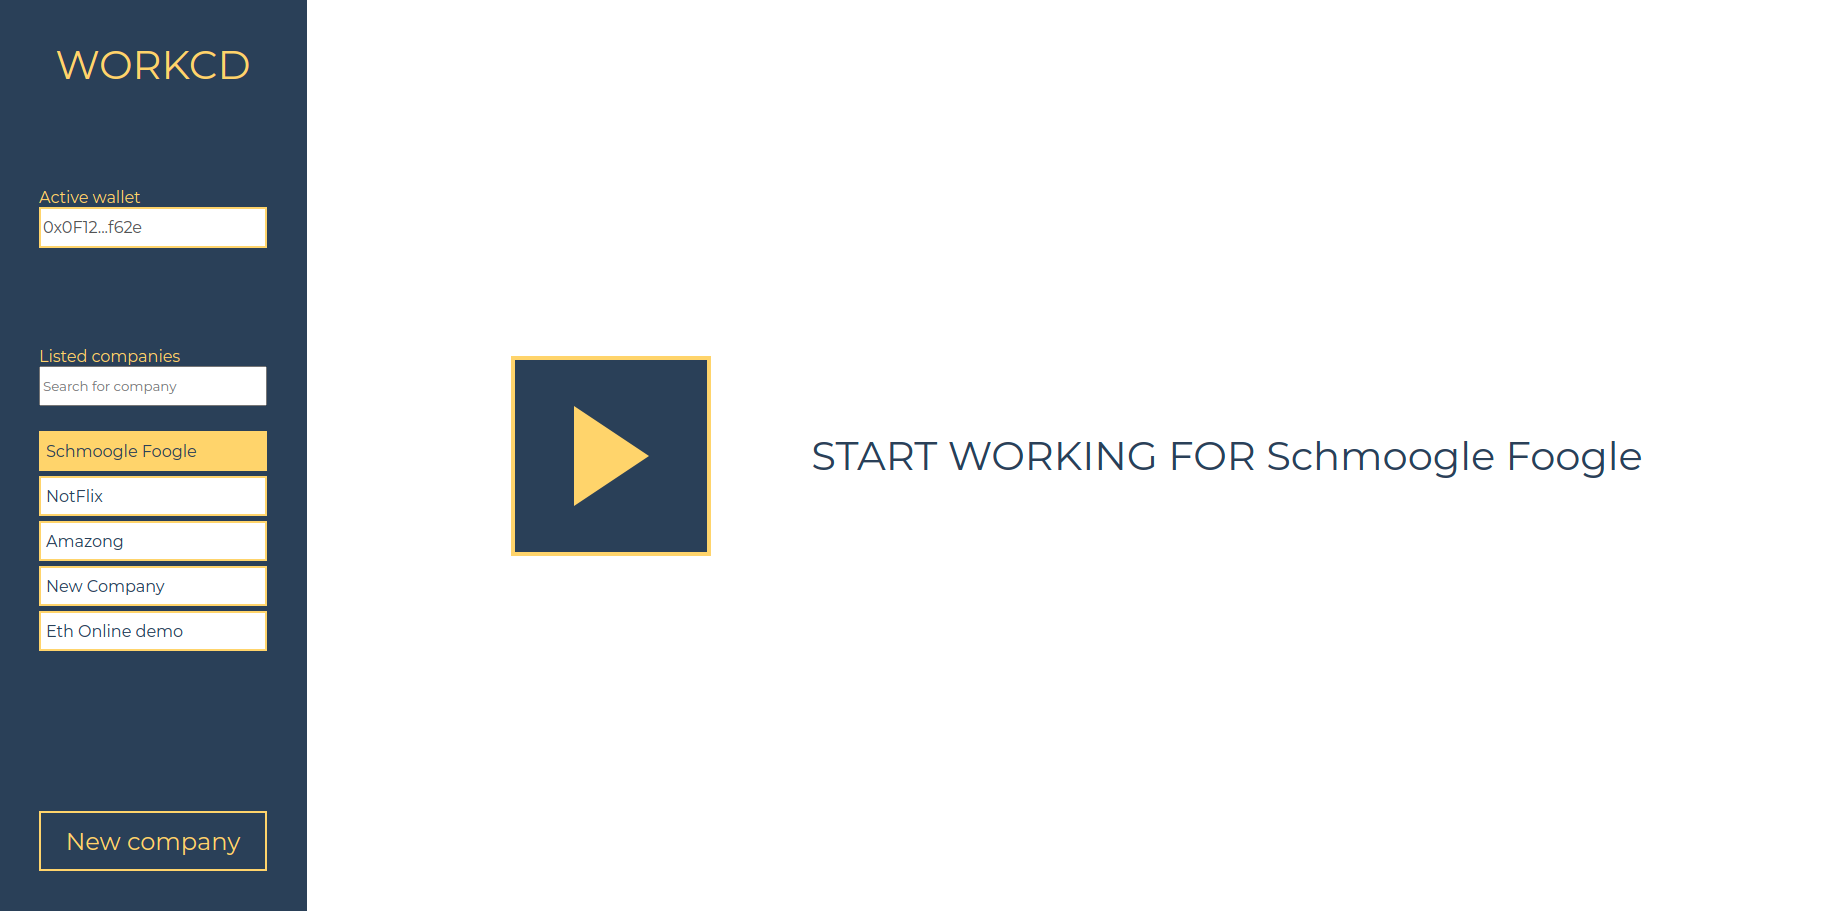 WORKCD
Active wallet
0x0F12...f62e
Listed companies
Search for company
Schmoogle Foogle
NotFlix
Amazong
New Company
Eth Online demo
New company
START WORKING FOR Schmoogle Foogle